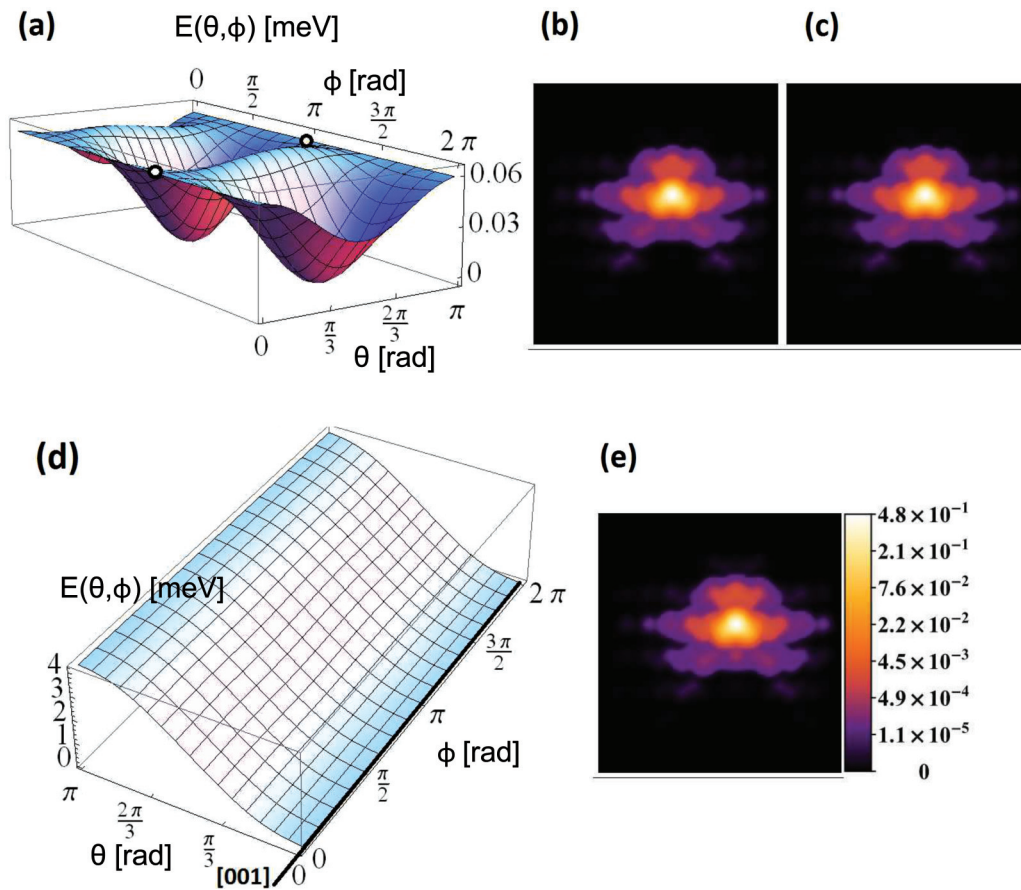 (a)
E(θ,ϕ) [meV]
0
π/2
ϕ [rad]
π
3π/2
2π
0.06
0.03
0
0
π/3
2π/3
π
θ [rad]
(b)
(c)
(d)
E(θ,ϕ) [meV]
4
3
2
1
0
π
2π/3
π/3
0
θ [rad]
[001]
0
π/2
π
3π/2
2π
ϕ [rad]
(e)
4.8 × 10⁻¹
2.1 × 10⁻¹
7.6 × 10⁻²
2.2 × 10⁻²
4.5 × 10⁻³
4.9 × 10⁻⁴
1.1 × 10⁻⁵
0